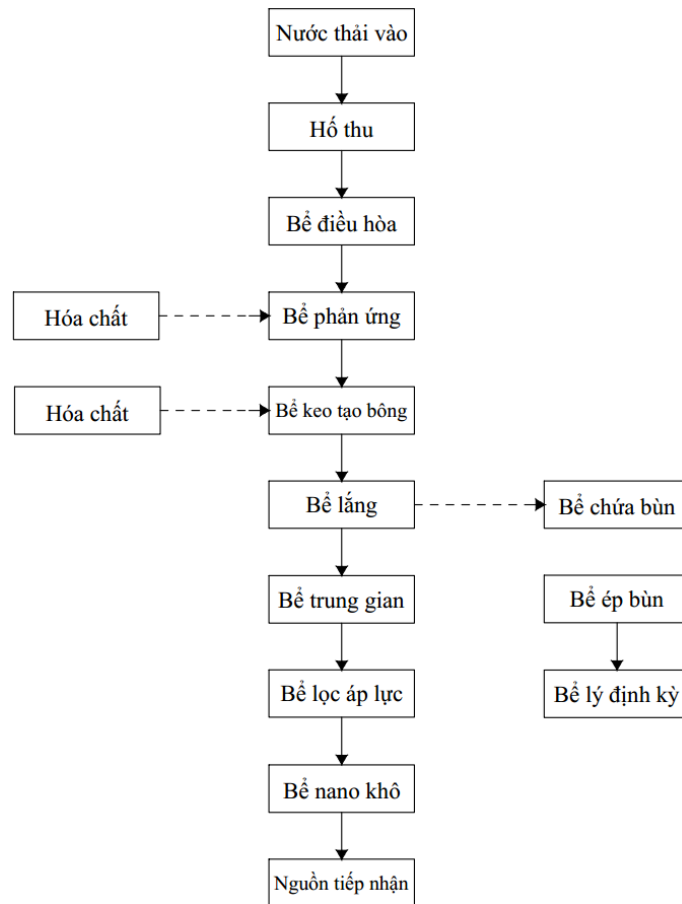 Nước thải vào
Hố thu
Bể điều hòa
Hóa chất
Bể phản ứng
Hóa chất
Bể keo tạo bông
Bể lắng
Bể chứa bùn
Bể trung gian
Bể ép bùn
Bể lọc áp lực
Bể lý định kỳ
Bể nano khô
Nguồn tiếp nhận